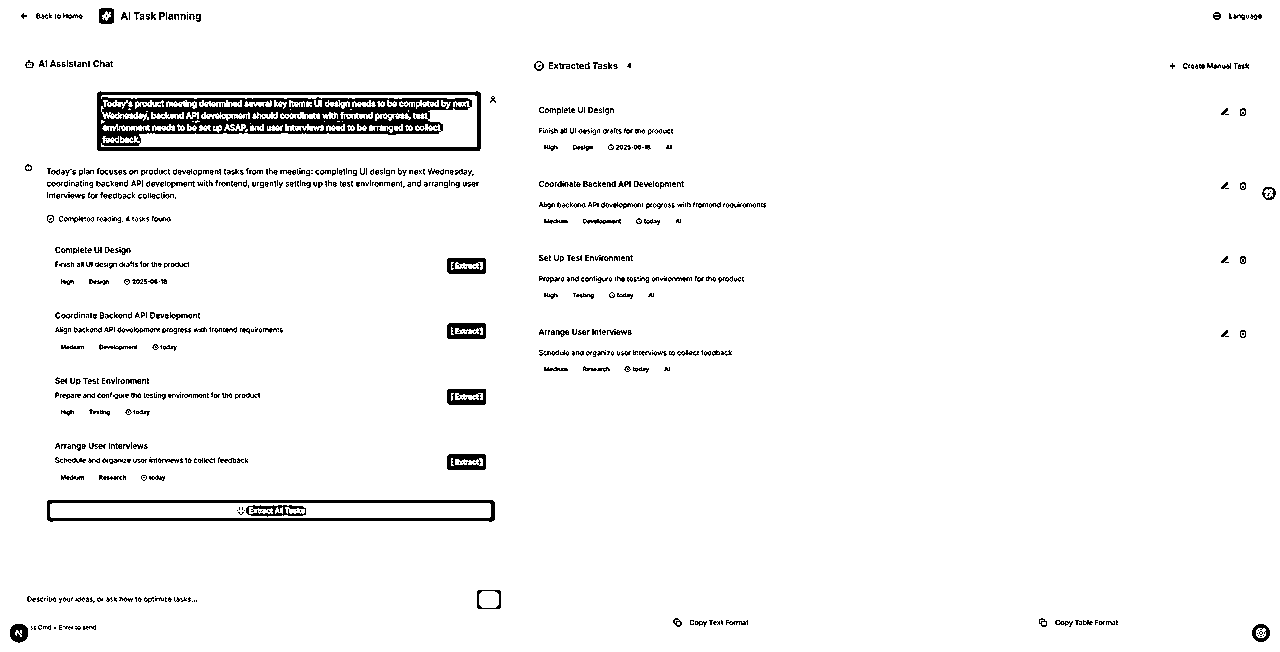 Back to Home
AI Task Planning
Language
AI Assistant Chat
Today's product meeting determined several key items: UI design needs to be completed by next
Wednesday, backend API development should coordinate with frontend progress, test
environment needs to be set up ASAP, and user interviews need to be arranged to collect
feedback.
Today's plan focuses on product development tasks from the meeting: completing UI design by next Wednesday,
coordinating backend API development with frontend, urgently setting up the test environment, and arranging user
interviews for feedback collection.
Completed reading, 4 tasks found
Complete UI Design
Finish all UI design drafts for the product
High Design 2025-06-18
[Extract]
Coordinate Backend API Development
Align backend API development progress with frontend requirements
Medium Development today
[Extract]
Set Up Test Environment
Prepare and configure the testing environment for the product
High Testing today
[Extract]
Arrange User Interviews
Schedule and organize user interviews to collect feedback
Medium Research today
[Extract]
Extract All Tasks
Describe your ideas, or ask how to optimize tasks...
ss Cmd + Enter to send
N
Extracted Tasks 4
Create Manual Task
Complete UI Design
Finish all UI design drafts for the product
High Design 2025-06-18 AI
Coordinate Backend API Development
Align backend API development progress with frontend requirements
Medium Development today AI
Set Up Test Environment
Prepare and configure the testing environment for the product
High Testing today AI
Arrange User Interviews
Schedule and organize user interviews to collect feedback
Medium Research today AI
Copy Text Format
Copy Table Format